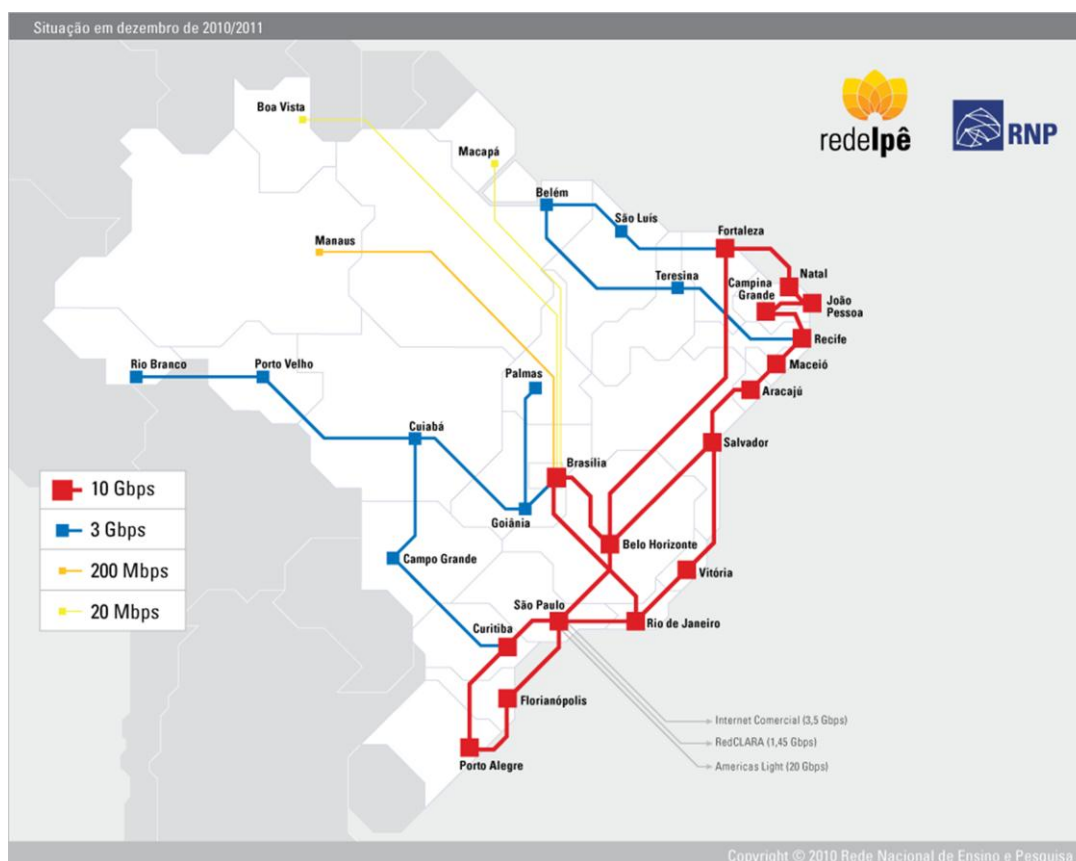 Situação em dezembro de 2010/2011
Boa Vista
Macapá
redeIpê
RNP
Belém
São Luís
Fortaleza
Manaus
Teresina
Natal
Campina
Grande
João
Pessoa
Recife
Rio Branco
Porto Velho
Palmas
Maceió
Aracajú
Cuiabá
Salvador
Brasília
10 Gbps
3 Gbps
200 Mbps
20 Mbps
Goiânia
Belo Horizonte
Campo Grande
Vitória
São Paulo
Rio de Janeiro
Curitiba
Florianópolis
Porto Alegre
Internet Comercial (3,5 Gbps)
RedCLARA (1,45 Gbps)
Americas Light (20 Gbps)
Copyright © 2010 Rede Nacional de Ensino e Pesquisa